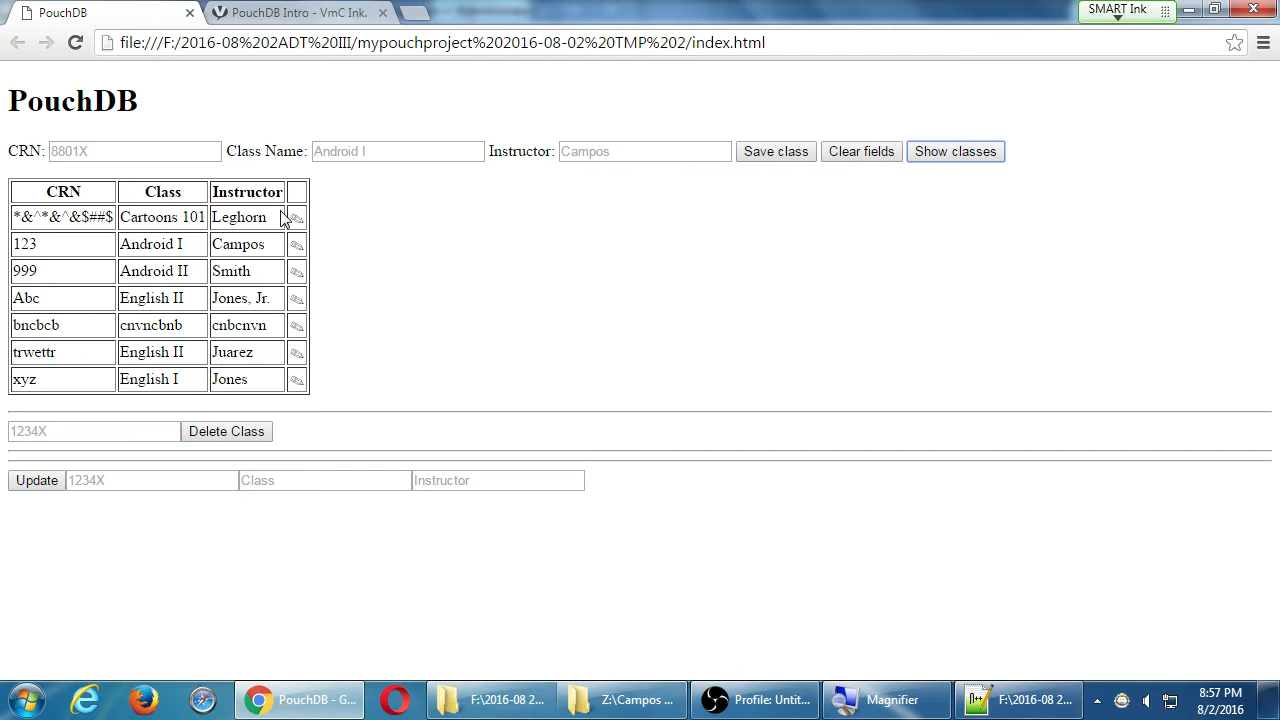 PouchDB
PouchDB Intro - VmC Ink.
SMART Ink
file:///F:/2016-08%202ADT%20III/mypouchproject%202016-08-02%20TMP%202/index.html
PouchDB
CRN: 8801X Class Name: Android I Instructor: Campos Save class Clear fields Show classes
CRN Class Instructor
*&^*&^&$##$ Cartoons 101 Leghorn
123 Android I Campos
999 Android II Smith
Abc English II Jones, Jr.
bncbcb cnvncbnb cnbcnvn
trwettr English II Juarez
xyz English I Jones
1234X Delete Class
Update 1234X Class Instructor
PouchDB - G... F:\2016-08 2... Z:\Campos ... Profile: Untit... Magnifier F:\2016-08 2... 8:57 PM
8/2/2016